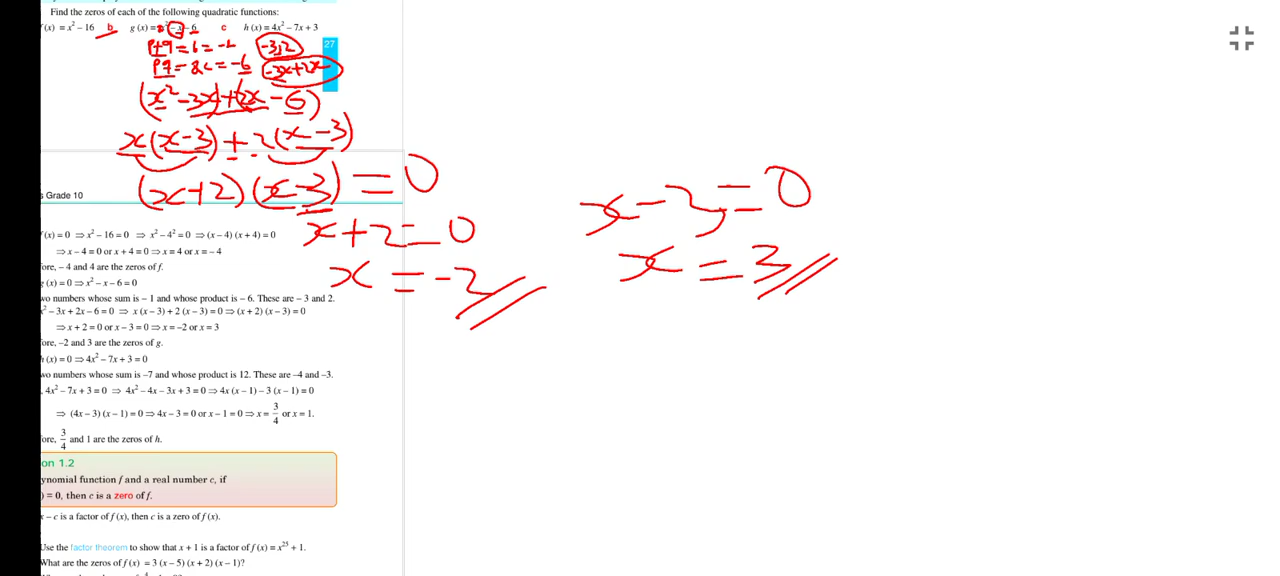 Find the zeros of each of the following quadratic functions:
f(x) = x² – 16 b g(x) = x² – x – 6 c h(x) = 4x² – 7x + 3
27
-3,2
pq = ac = -6 -3x+2x
(x² - 3x + 2x - 6)
x(x-3) + 2(x-3)
(x+2)(x-3) = 0
x-3=0
s Grade 10
x+2=0
x = 3
x = -2
f(x) = 0 ⇒ x² – 16 = 0 ⇒ x² – 4² = 0 ⇒ (x – 4) (x + 4) = 0
⇒ x – 4 = 0 or x + 4 = 0 ⇒ x = 4 or x = – 4
fore, – 4 and 4 are the zeros of f.
g(x) = 0 ⇒ x² – x – 6 = 0
wo numbers whose sum is – 1 and whose product is – 6. These are – 3 and 2.
x² – 3x + 2x – 6 = 0 ⇒ x (x – 3) + 2 (x – 3) = 0 ⇒ (x + 2) (x – 3) = 0
⇒ x + 2 = 0 or x – 3 = 0 ⇒ x = –2 or x = 3
fore, –2 and 3 are the zeros of g.
h(x) = 0 ⇒ 4x² – 7x + 3 = 0
wo numbers whose sum is –7 and whose product is 12. These are –4 and –3.
, 4x² – 7x + 3 = 0 ⇒ 4x² – 4x – 3x + 3 = 0 ⇒ 4x (x – 1) – 3 (x – 1) = 0
⇒ (4x – 3) (x – 1) = 0 ⇒ 4x – 3 = 0 or x – 1 = 0 ⇒ x = 3/4 or x = 1.
fore, 3/4 and 1 are the zeros of h.
on 1.2
ynomial function f and a real number c, if
) = 0, then c is a zero of f.
x – c is a factor of f (x), then c is a zero of f (x).
Use the factor theorem to show that x + 1 is a factor of f (x) = x²⁵ + 1.
What are the zeros of f (x) = 3 (x – 5) (x + 2) (x – 1)?